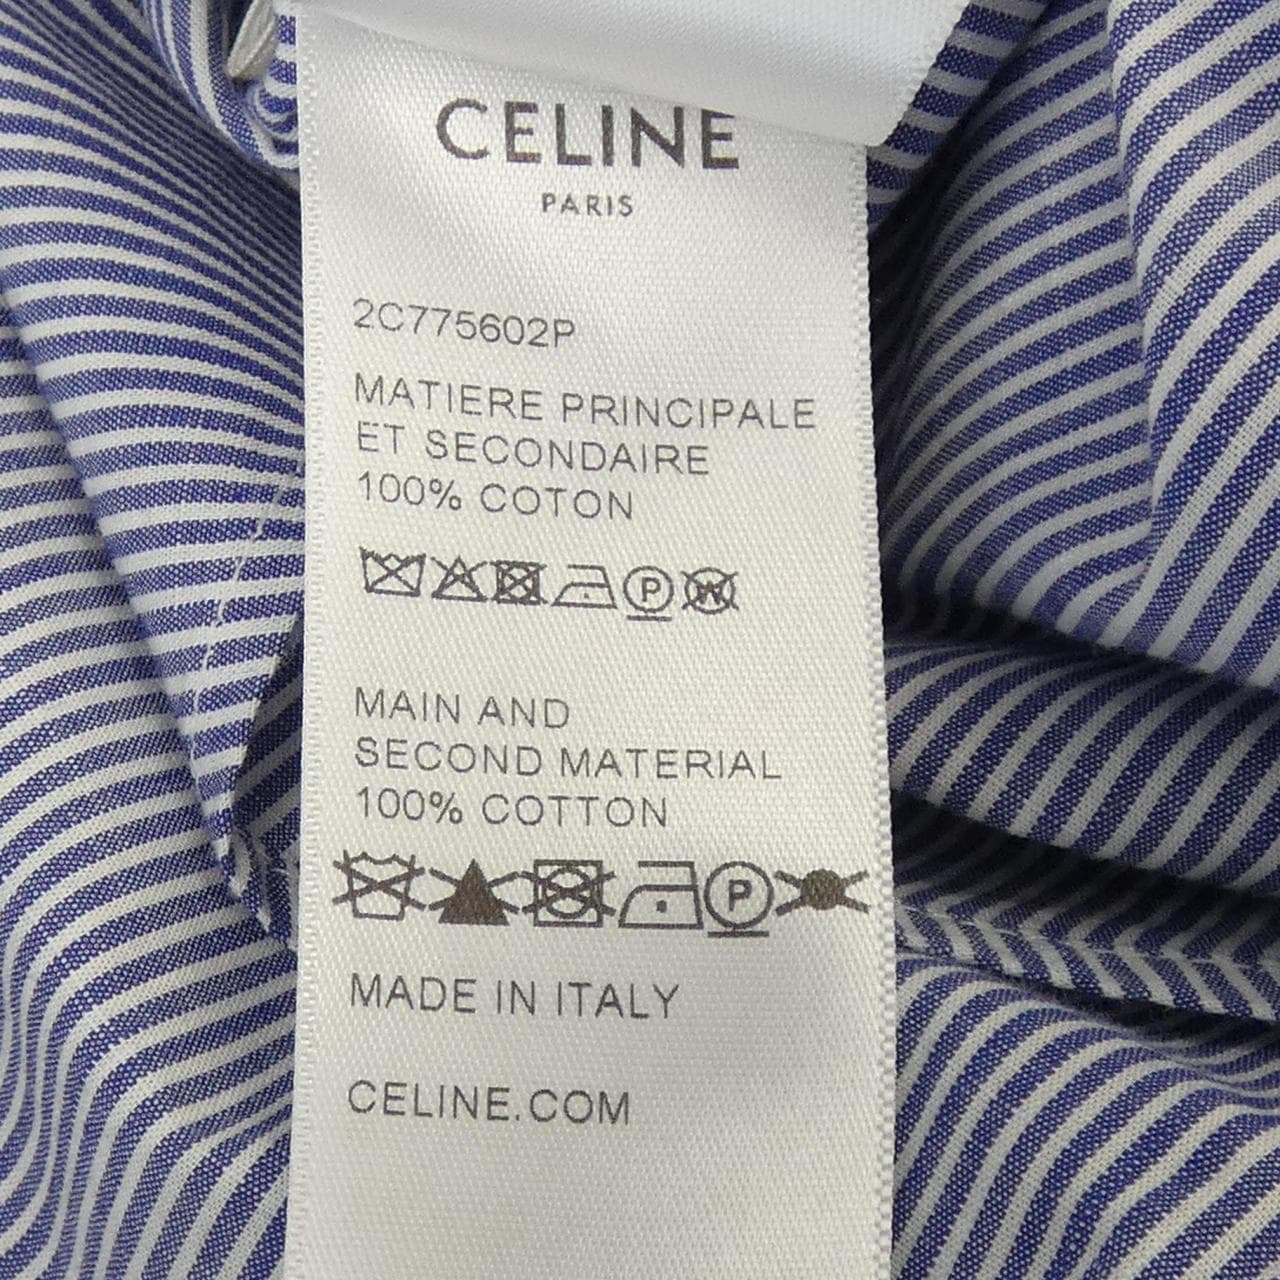 CELINE
PARIS
2C775602P
MATIERE PRINCIPALE
ET SECONDAIRE
100% COTON
P W
MAIN AND
SECOND MATERIAL
100% COTTON
P
MADE IN ITALY
CELINE.COM